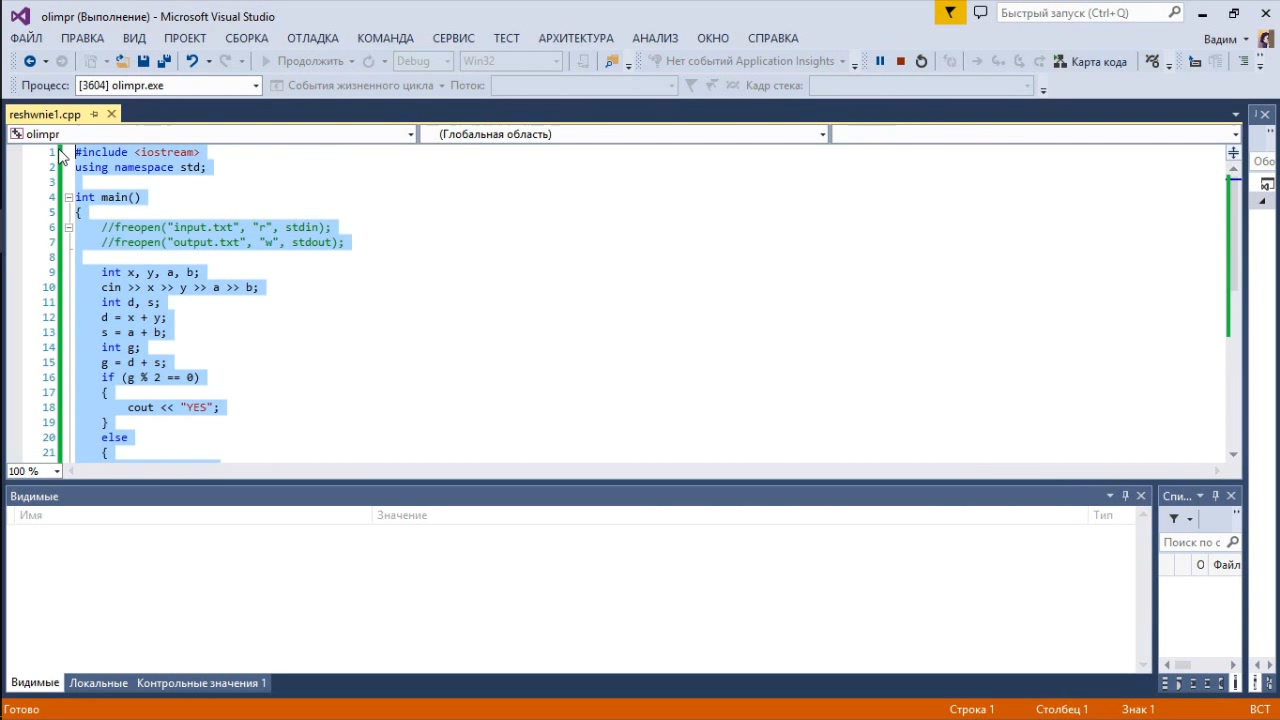 olimpr (Выполнение) - Microsoft Visual Studio
Быстрый запуск (Ctrl+Q)
ФАЙЛ ПРАВКА ВИД ПРОЕКТ СБОРКА ОТЛАДКА КОМАНДА СЕРВИС ТЕСТ АРХИТЕКТУРА АНАЛИЗ ОКНО СПРАВКА Вадим
Продолжить Debug Win32 Нет событий Application Insights Карта кода
Процесс: [3604] olimpr.exe События жизненного цикла Поток: Кадр стека:
reshwnie1.cpp
olimpr (Глобальная область)
1 #include <iostream>
2 using namespace std;
3
4 int main()
5 {
6 //freopen("input.txt", "r", stdin);
7 //freopen("output.txt", "w", stdout);
8
9 int x, y, a, b;
10 cin >> x >> y >> a >> b;
11 int d, s;
12 d = x + y;
13 s = a + b;
14 int g;
15 g = d + s;
16 if (g % 2 == 0)
17 {
18 cout << "YES";
19 }
20 else
21 {
100 %
Обо
Видимые
Имя Значение Тип
Спи...
Поиск по с
О Файл
Видимые Локальные Контрольные значения 1
Готово Строка 1 Столбец 1 Знак 1 ВСТ